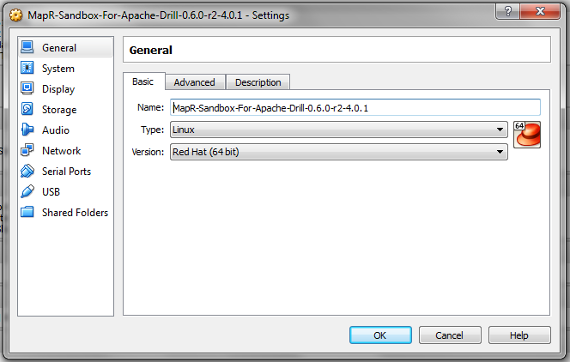 MapR-Sandbox-For-Apache-Drill-0.6.0-r2-4.0.1 - Settings
General
System
Display
Storage
Audio
Network
Serial Ports
USB
Shared Folders
General
Basic Advanced Description
Name: MapR-Sandbox-For-Apache-Drill-0.6.0-r2-4.0.1
Type: Linux
64
Version: Red Hat (64 bit)
OK Cancel Help